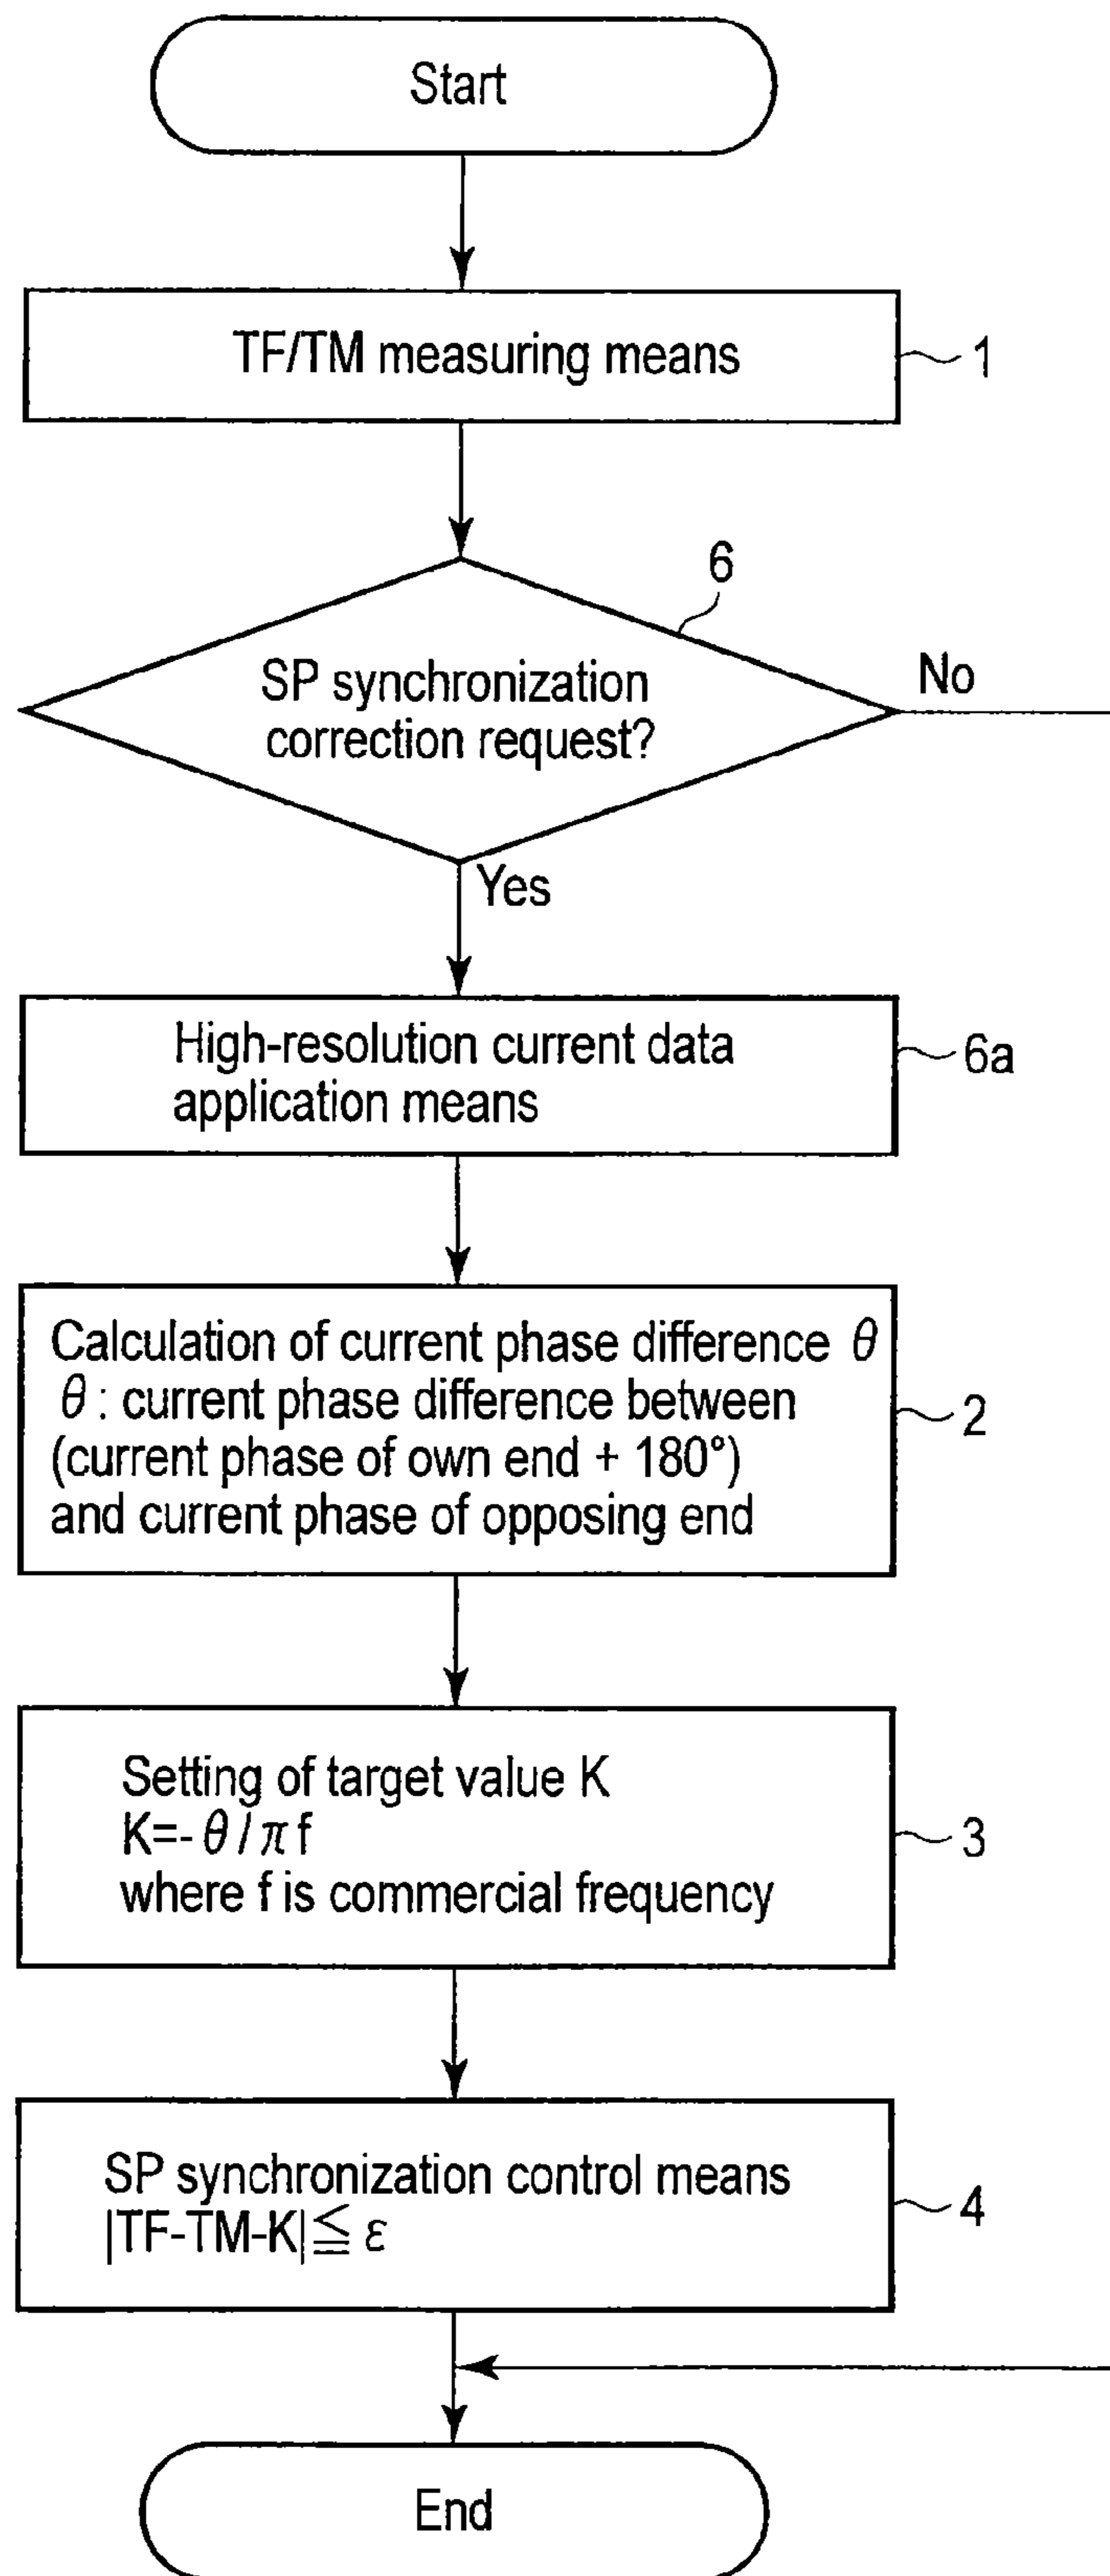 Start
TF/TM measuring means
1
6
SP synchronization
correction request?
No
Yes
High-resolution current data
application means
6a
Calculation of current phase difference θ
θ : current phase difference between
(current phase of own end + 180°)
and current phase of opposing end
2
Setting of target value K
K=-θ/πf
where f is commercial frequency
3
SP synchronization control means
|TF-TM-K|≦ε
4
End